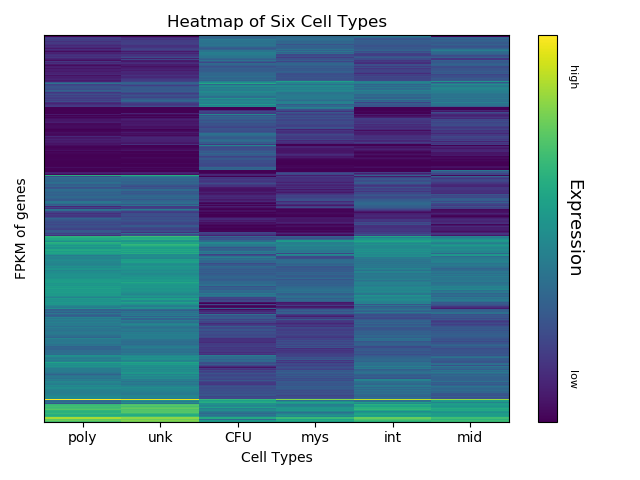 Heatmap of Six Cell Types
FPKM of genes
poly unk CFU mys int mid
Cell Types
high
Expression
low